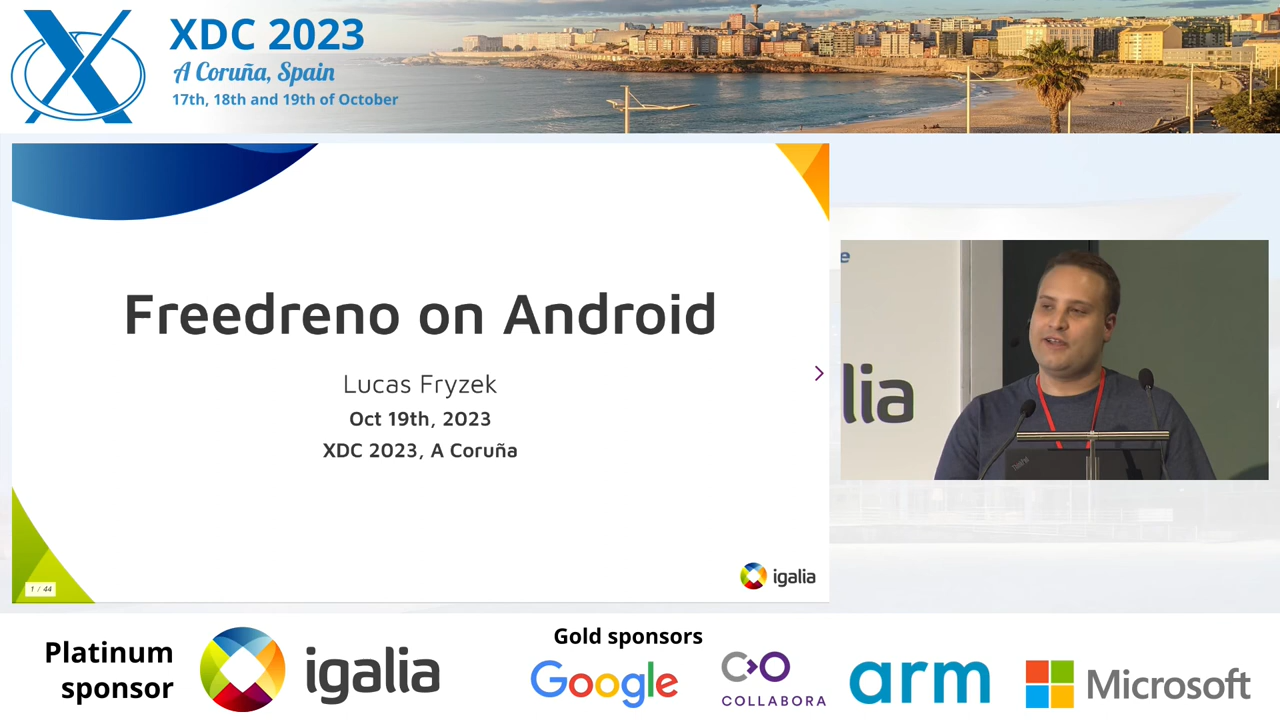 XDC 2023
A Coruña, Spain
17th, 18th and 19th of October
Freedreno on Android
Lucas Fryzek
Oct 19th, 2023
XDC 2023, A Coruña
1 / 44
igalia
e
lia
ThinkPad
Platinum
sponsor
igalia
Gold sponsors
Google
COLLABORA
arm
Microsoft